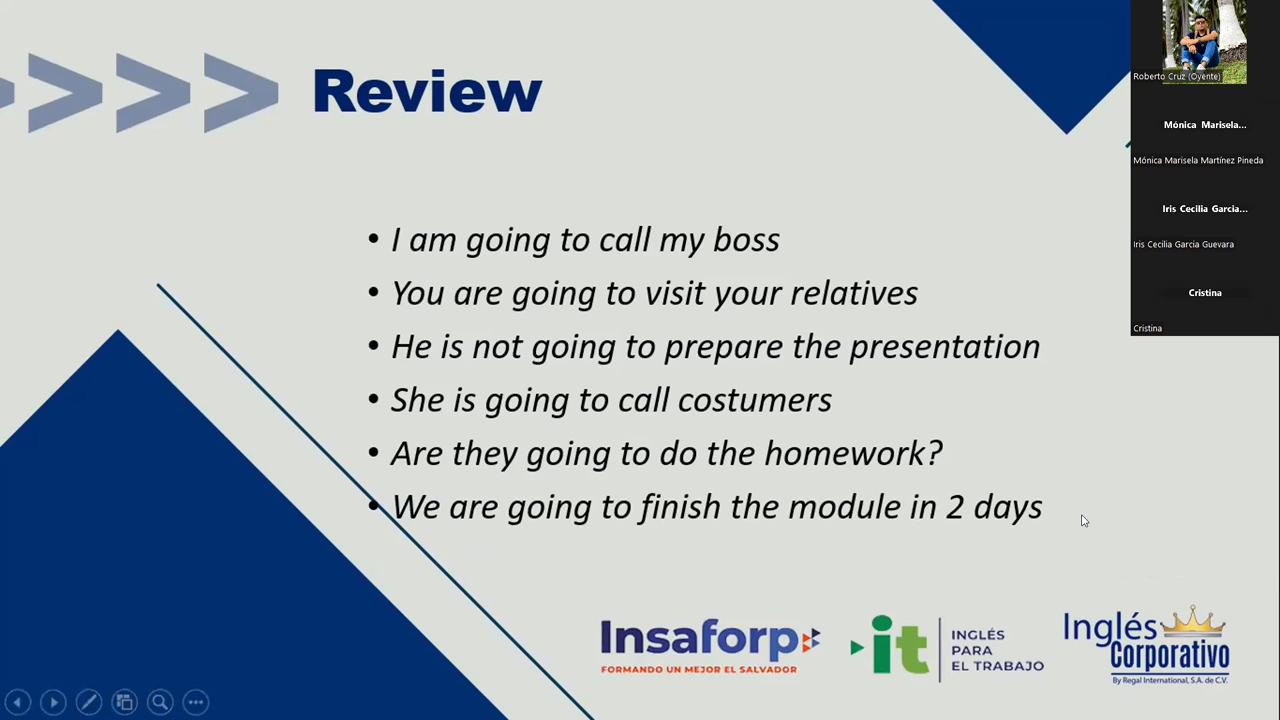 Review
• I am going to call my boss
• You are going to visit your relatives
• He is not going to prepare the presentation
• She is going to call costumers
• Are they going to do the homework?
• We are going to finish the module in 2 days
Insaforp
FORMANDO UN MEJOR EL SALVADOR
it
INGLÉS
PARA
EL TRABAJO
Inglés
Corporativo
By Regal International, S.A. de C.V.
Roberto Cruz (Oyente)
Mónica Marisela...
Mónica Marisela Martínez Pineda
Iris Cecilia Garcia...
Iris Cecilia Garcia Guevara
Cristina
Cristina